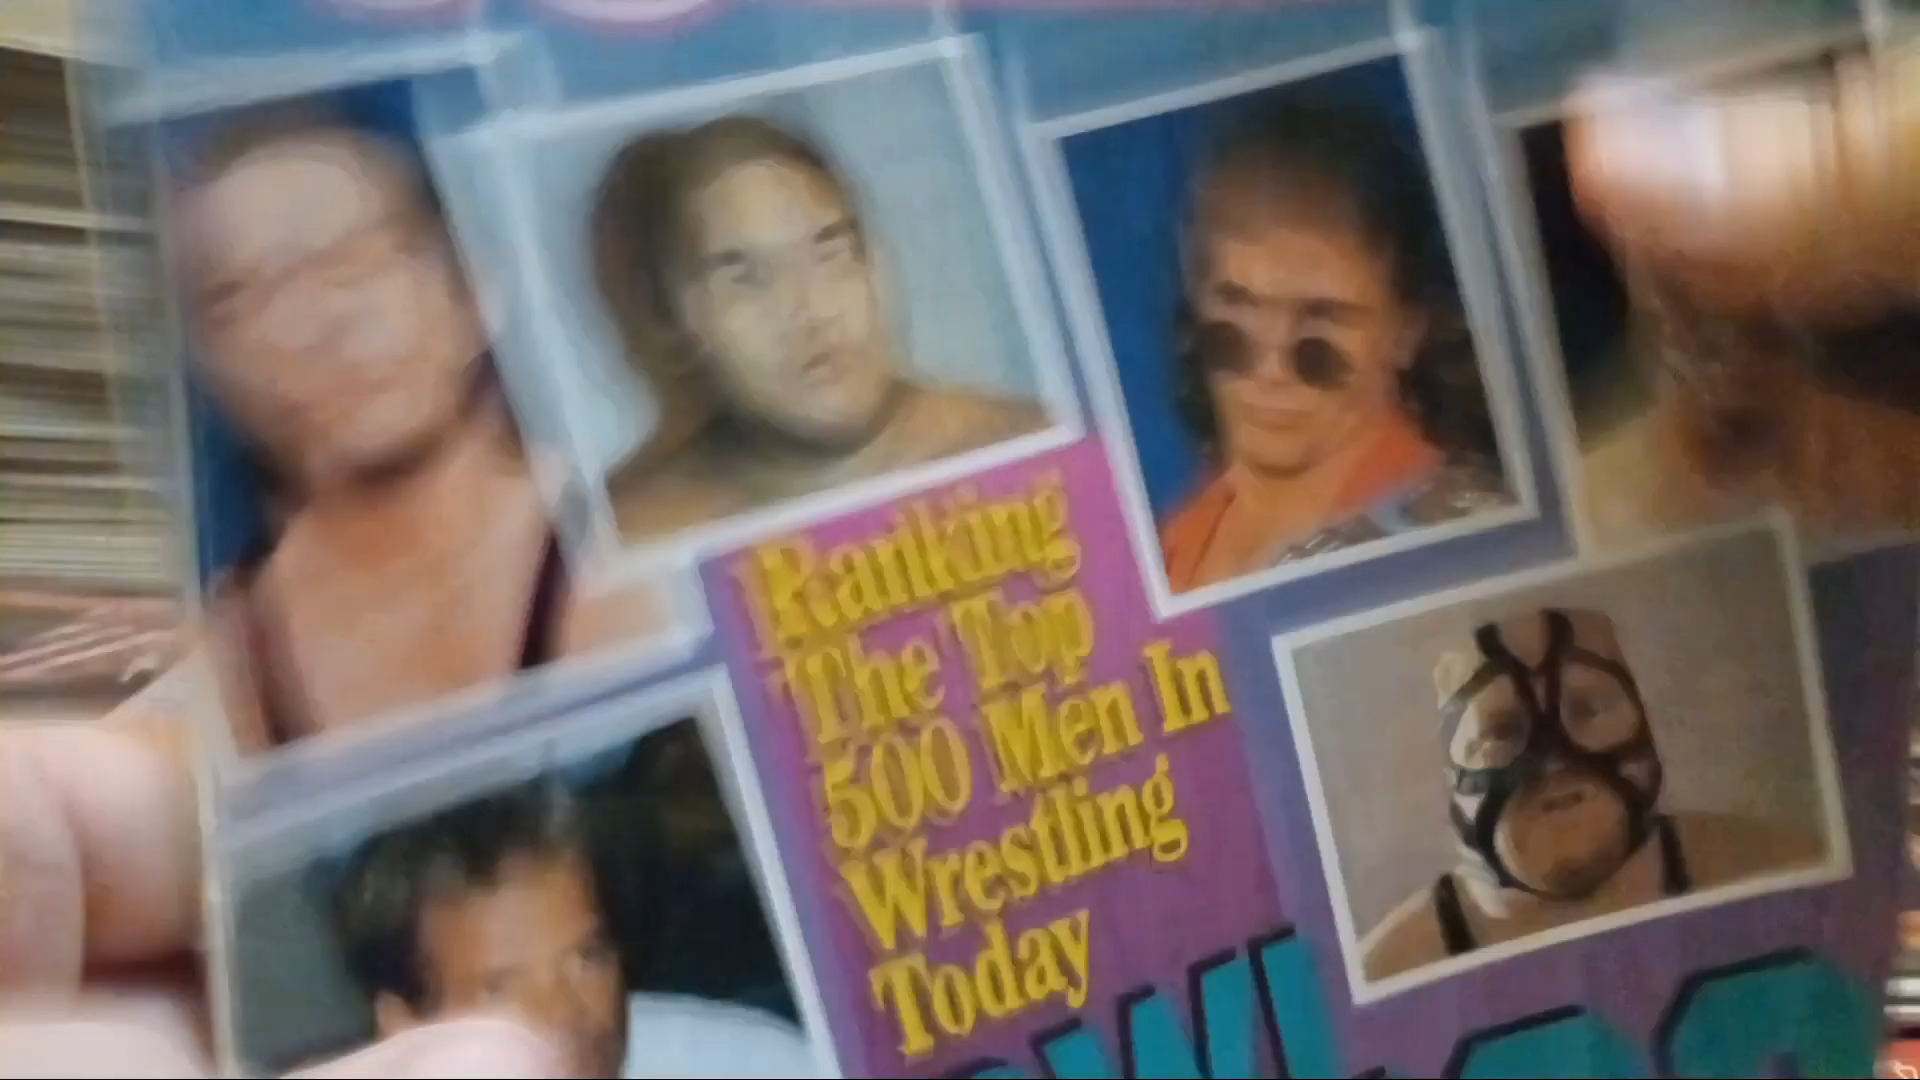 Ranking
The Top
500 Men In
Wrestling
Today